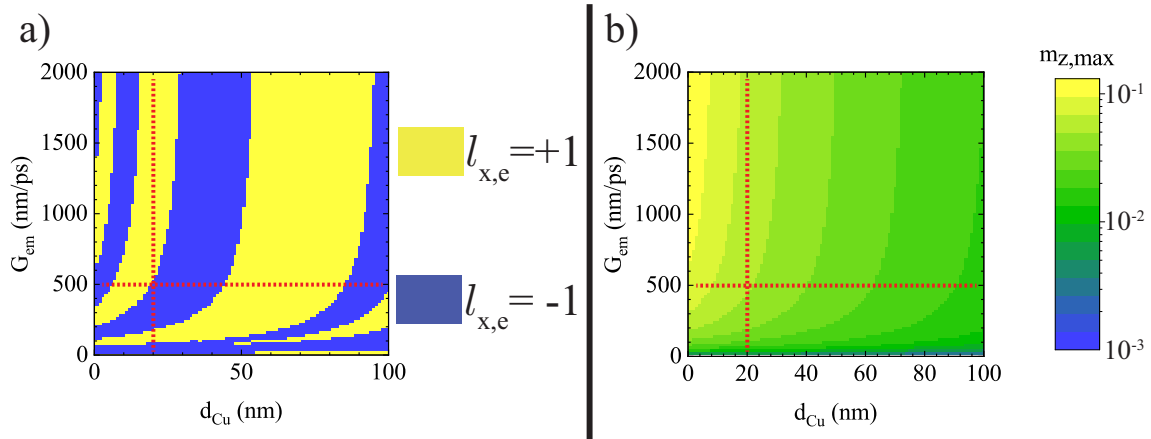 a)
2000
1500
1000
500
0
G_em (nm/ps)
0
50
100
d_Cu (nm)
l_x,e=+1
l_x,e= -1
b)
2000
1500
1000
500
0
G_em (nm/ps)
0
20
40
60
80
100
d_Cu (nm)
m_z,max
10^-1
10^-2
10^-3